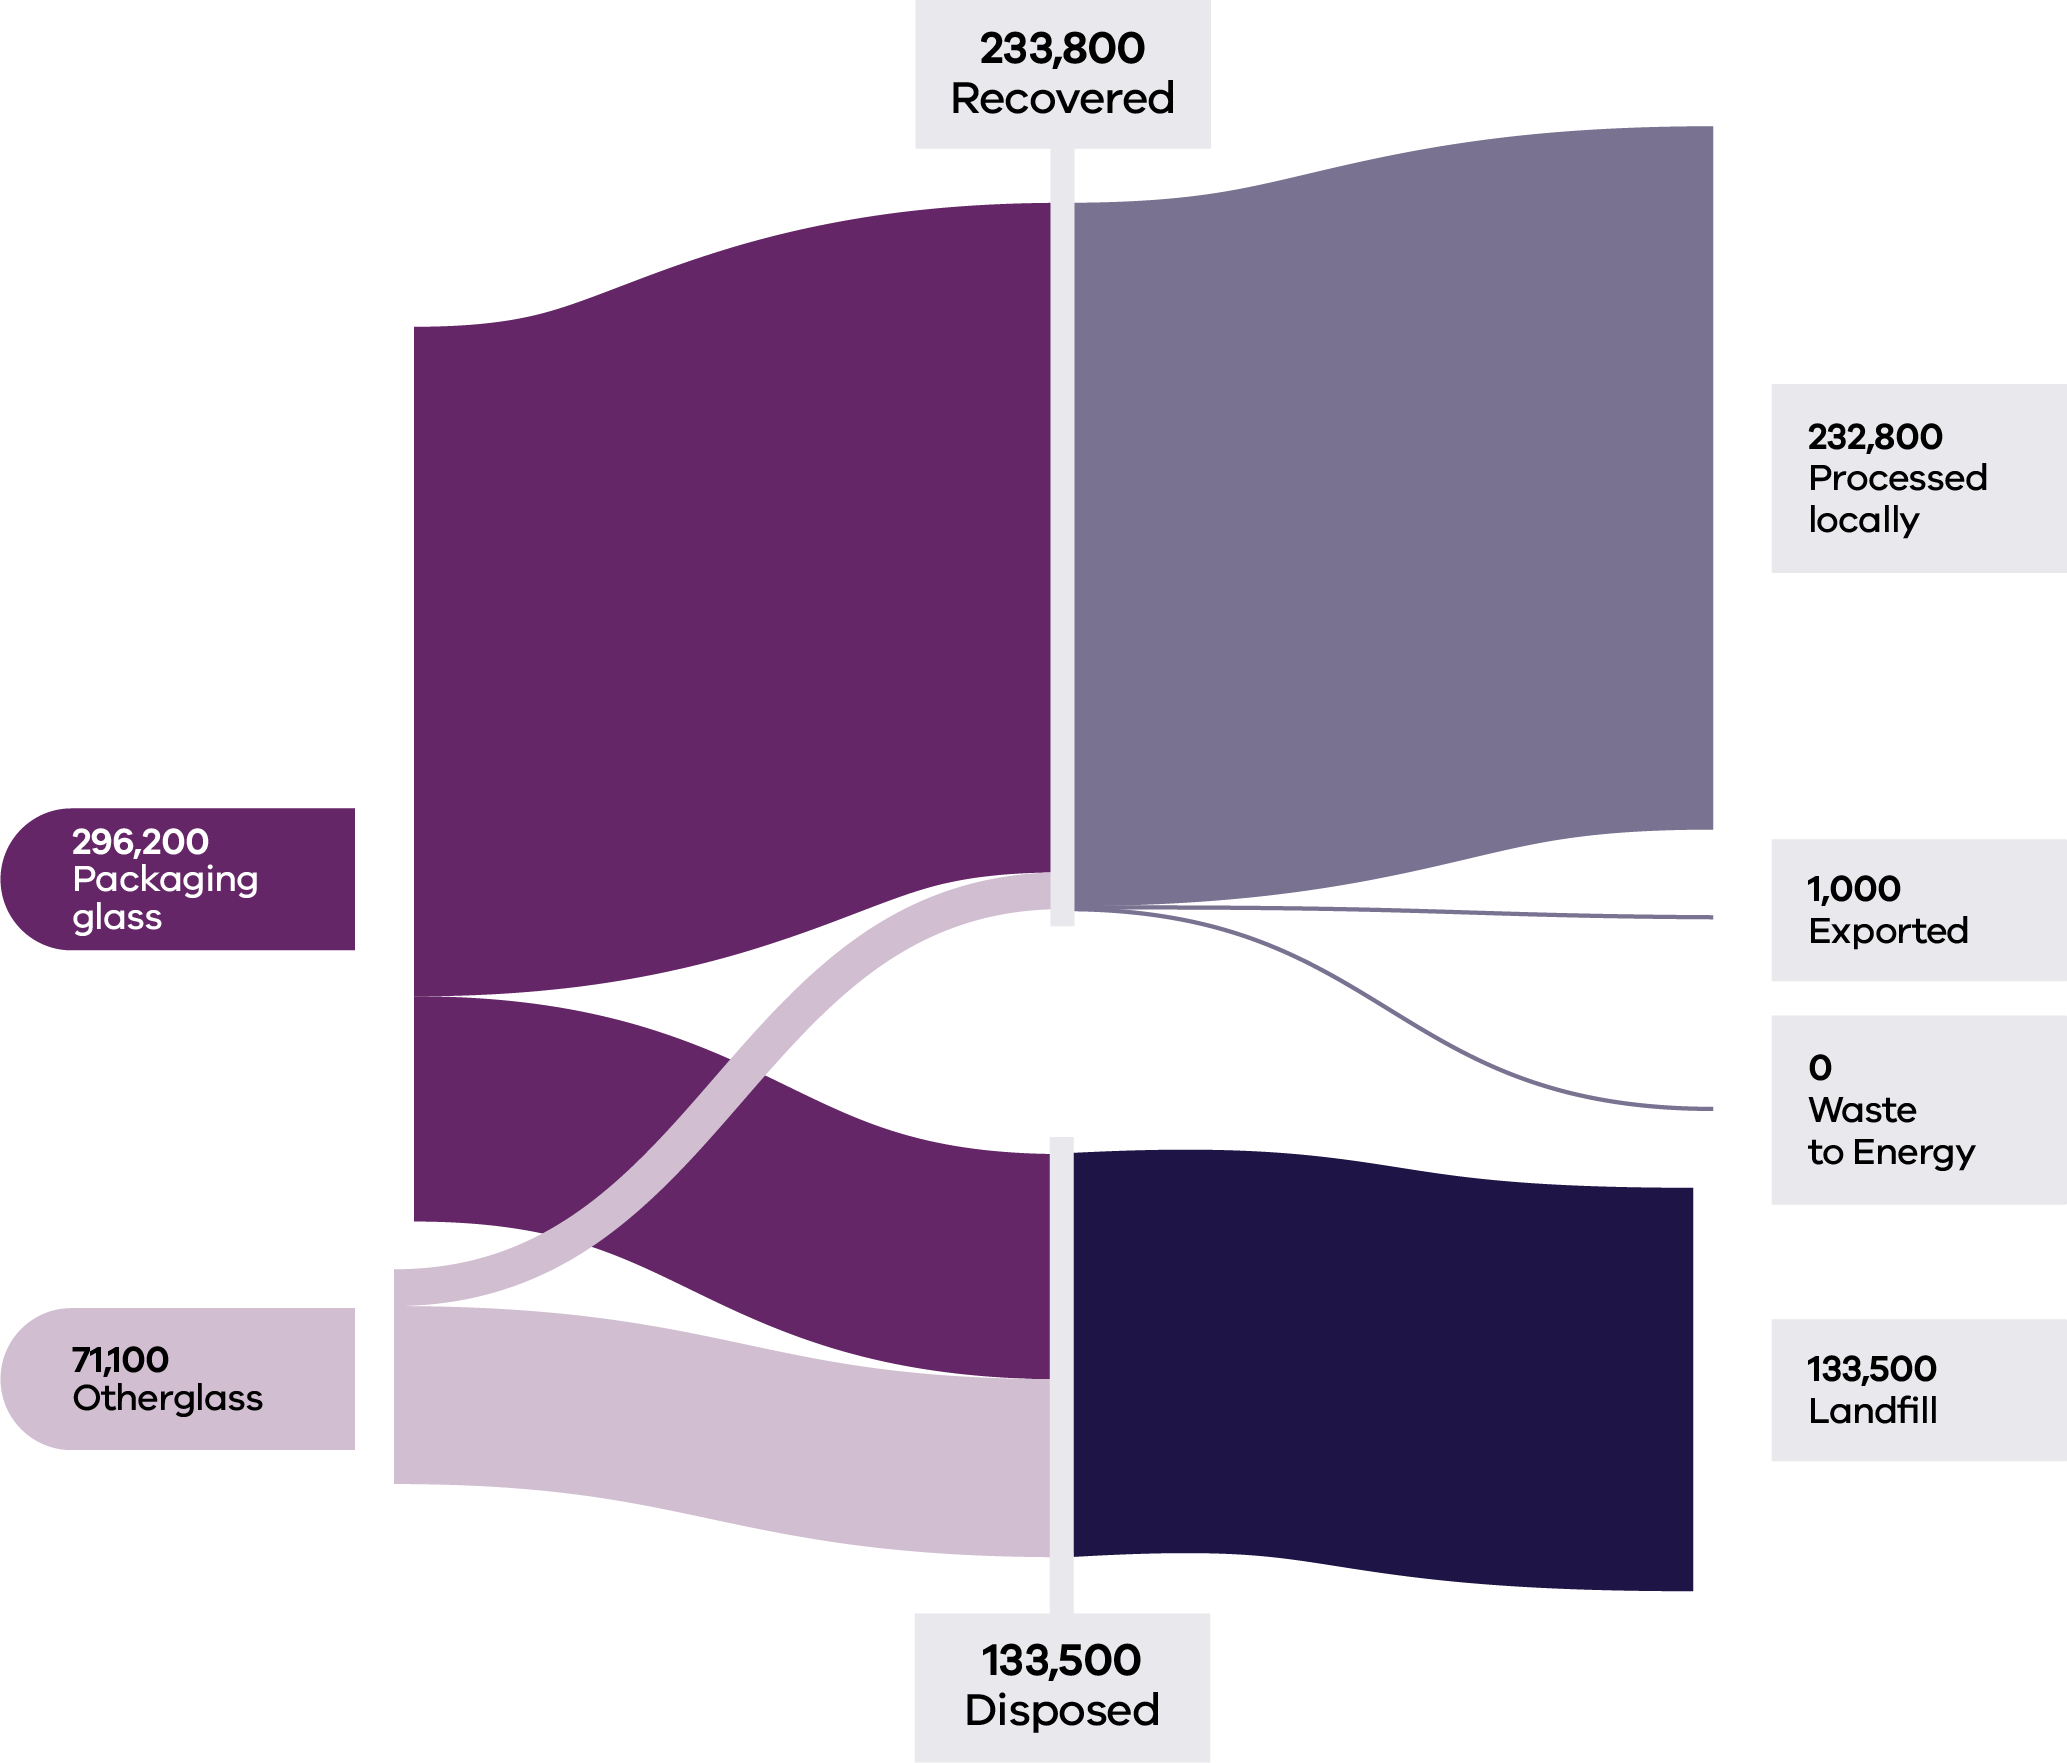 233,800
Recovered
296,200
Packaging
glass
71,100
Otherglass
232,800
Processed
locally
1,000
Exported
0
Waste
to Energy
133,500
Landfill
133,500
Disposed